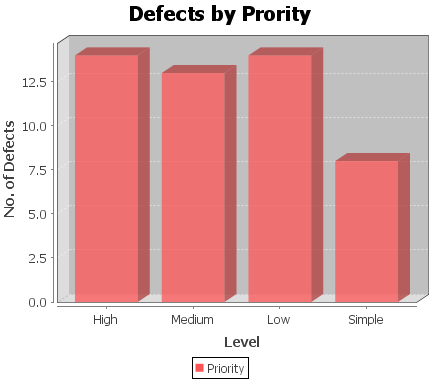 Defects by Prority
No. of Defects
12.5
10.0
7.5
5.0
2.5
0.0
High Medium Low Simple
Level
Priority